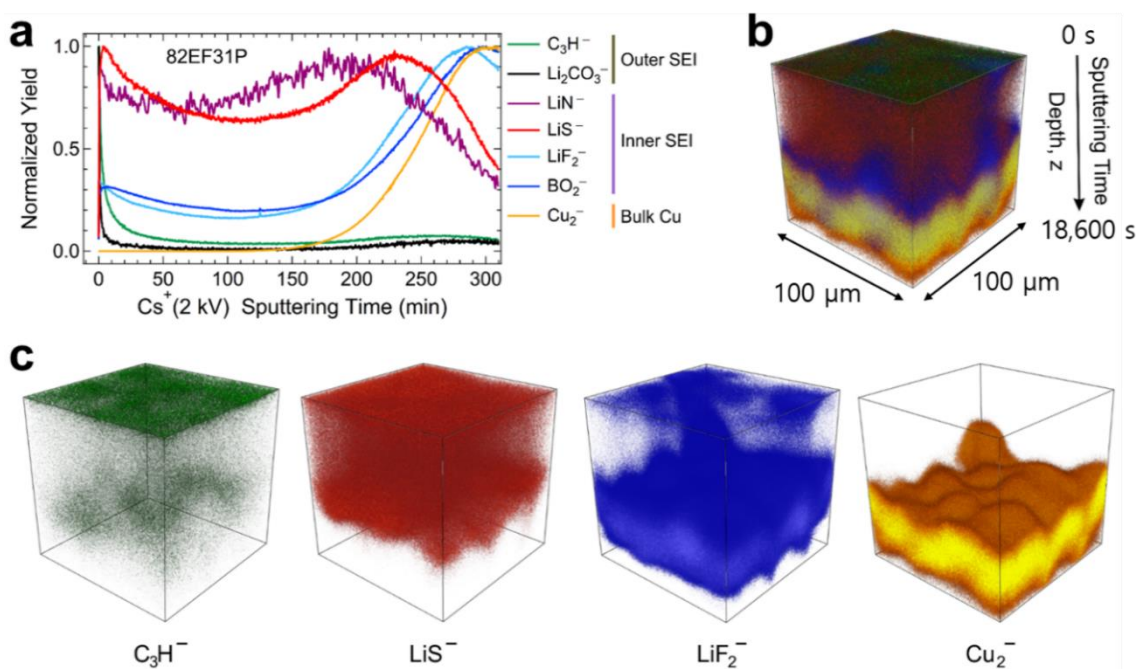 a
82EF31P
Normalized Yield
1.0
0.5
0.0
0 50 100 150 200 250 300
Cs⁺(2 kV) Sputtering Time (min)
C₃H⁻
Li₂CO₃⁻
LiN⁻
LiS⁻
LiF₂⁻
BO₂⁻
Cu₂⁻
Outer SEI
Inner SEI
Bulk Cu
b
0 s
Sputtering Time
Depth, z
18,600 s
100 μm
100 μm
c
C₃H⁻
LiS⁻
LiF₂⁻
Cu₂⁻